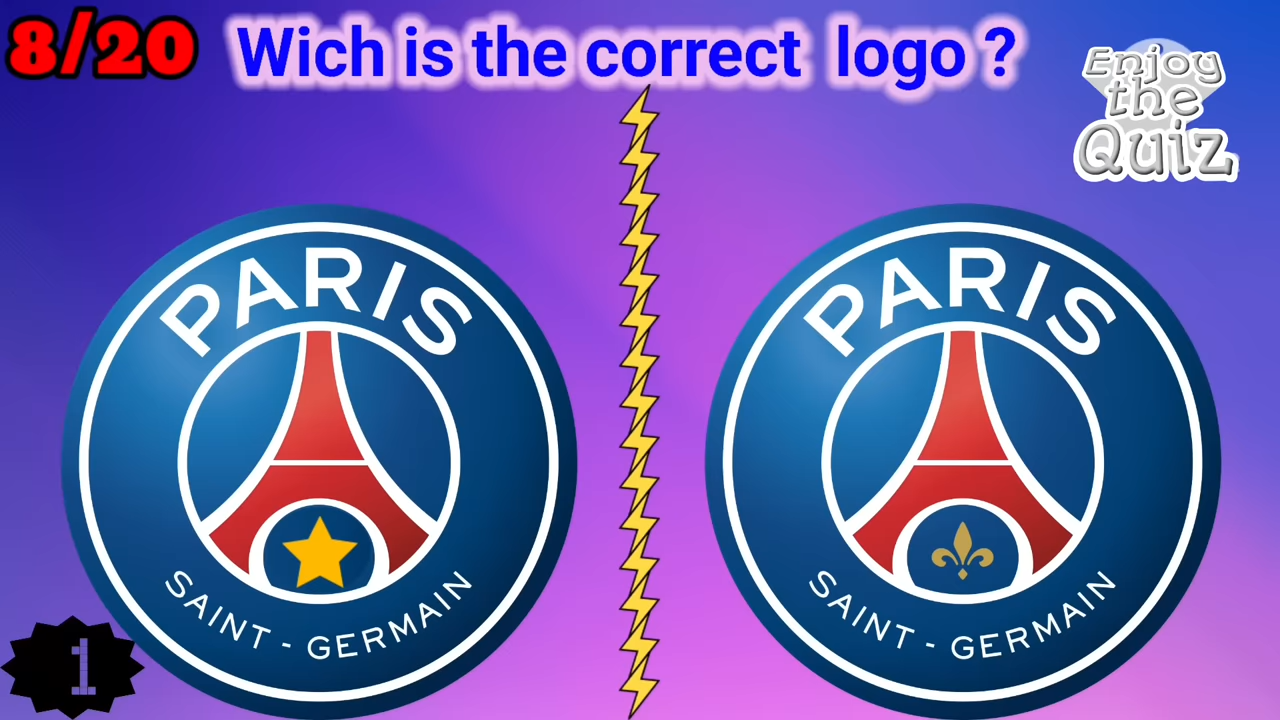 8/20
Wich is the correct logo ?
Enjoy
the
Quiz
PARIS
SAINT - GERMAIN
PARIS
SAINT - GERMAIN
1